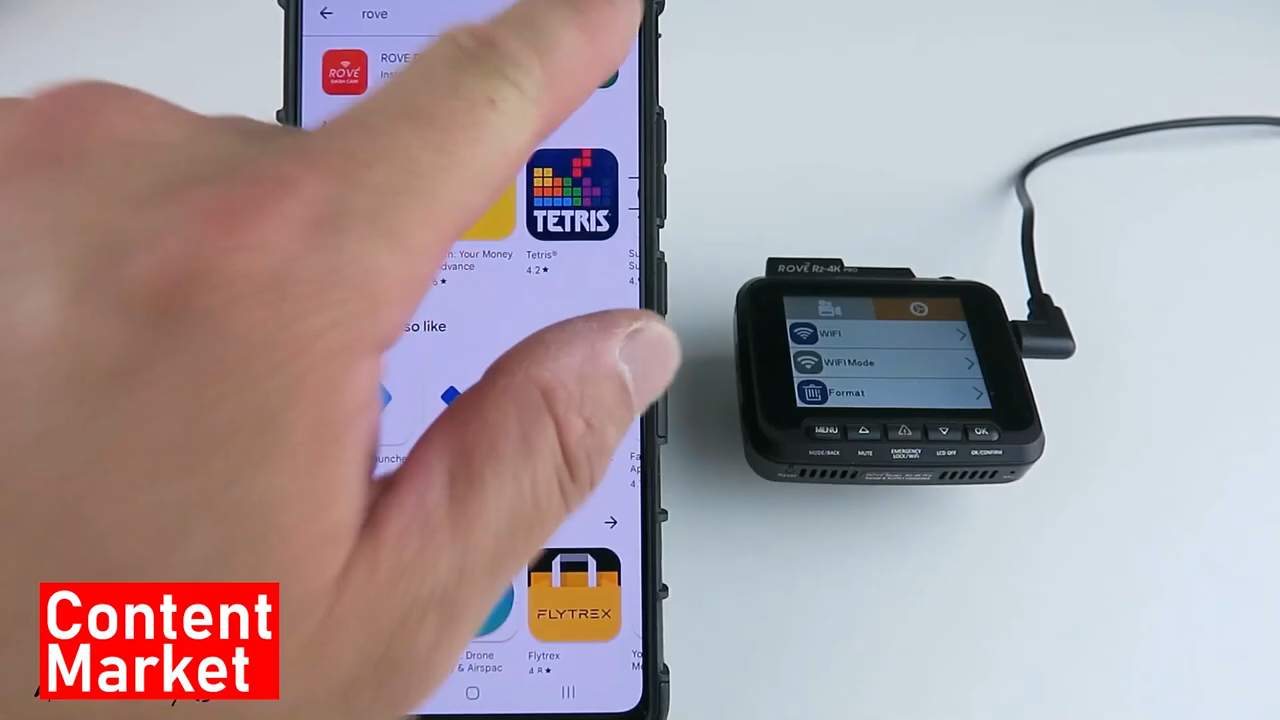 rove
ROVE
DASH CAM
ROVE
TETRIS
n: Your Money
dvance
Tetris®
4.2★
so like
Drone
& Airspac
FLYTREX
Flytrex
4.8★
ROVE R2-4K PRO
WIFI
WIFI Mode
Format
MENU
OK
MODE/BACK
MUTE
EMERGENCY
LOCK/WIFI
LCD OFF
OK/CONFIRM
Content
Market